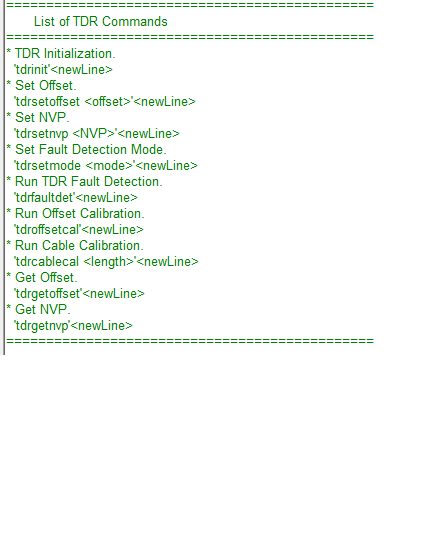 ==============================================
List of TDR Commands
==============================================
* TDR Initialization.
'tdrinit'<newLine>
* Set Offset.
'tdrsetoffset <offset>'<newLine>
* Set NVP.
'tdrsetnvp <NVP>'<newLine>
* Set Fault Detection Mode.
'tdrsetmode <mode>'<newLine>
* Run TDR Fault Detection.
'tdrfaultdet'<newLine>
* Run Offset Calibration.
'tdroffsetcal'<newLine>
* Run Cable Calibration.
'tdrcablecal <length>'<newLine>
* Get Offset.
'tdrgetoffset'<newLine>
* Get NVP.
'tdrgetnvp'<newLine>
==============================================